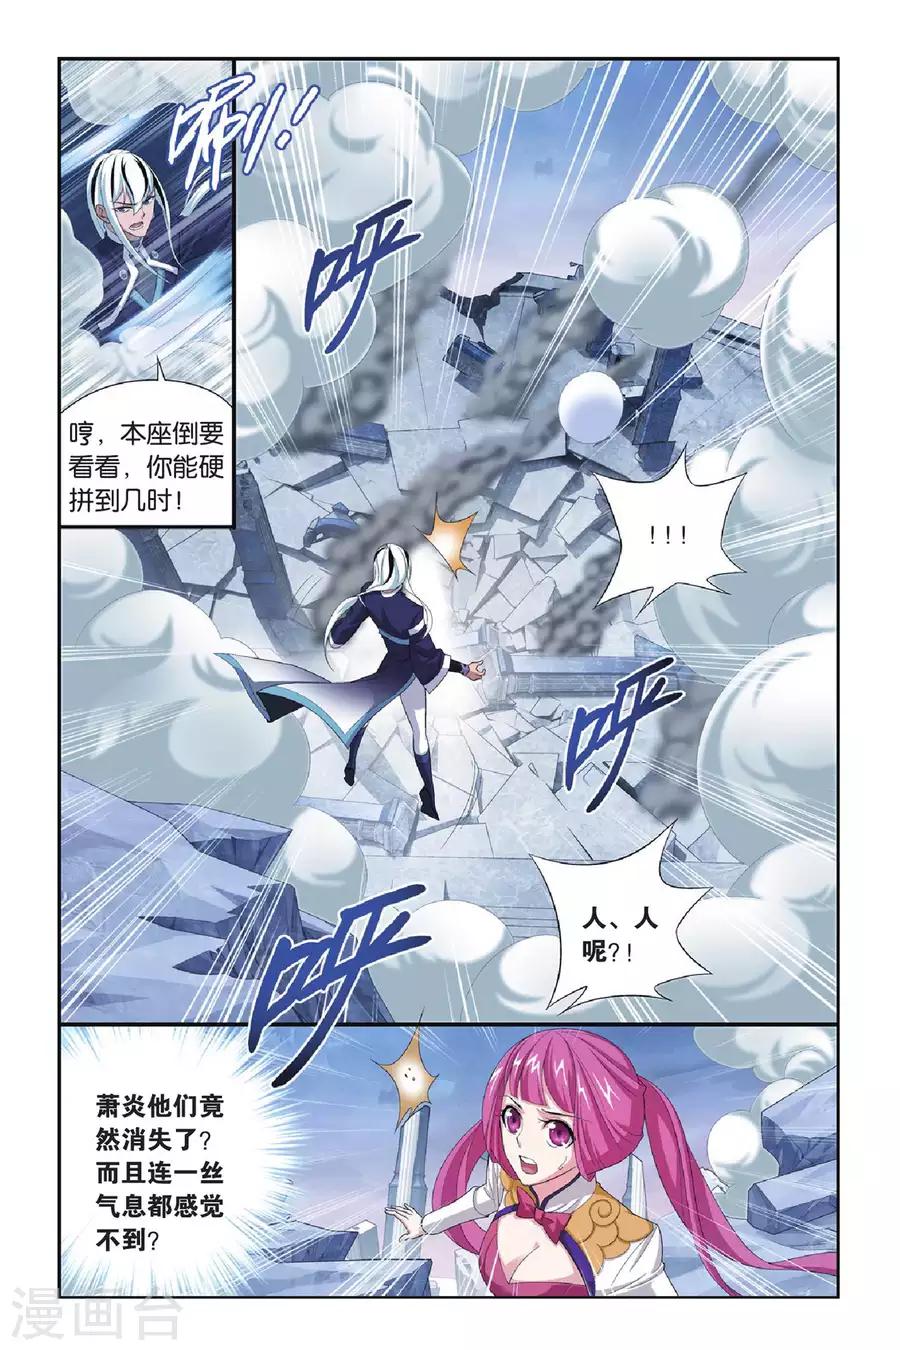 唰!
哼，本座倒要
看看，你能硬
拼到几时！
呼
!!!
呼
人、人
呢?!
呼
萧炎他们竟
然消失了?
而且连一丝
气息都感觉
不到?
漫画台